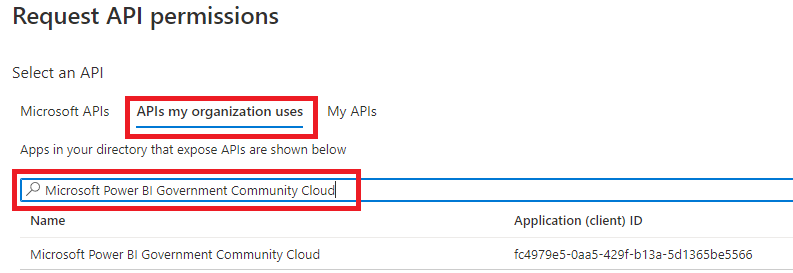 Request API permissions
Select an API
Microsoft APIs APIs my organization uses My APIs
Apps in your directory that expose APIs are shown below
Microsoft Power BI Government Community Cloud
Name Application (client) ID
Microsoft Power BI Government Community Cloud fc4979e5-0aa5-429f-b13a-5d1365be5566